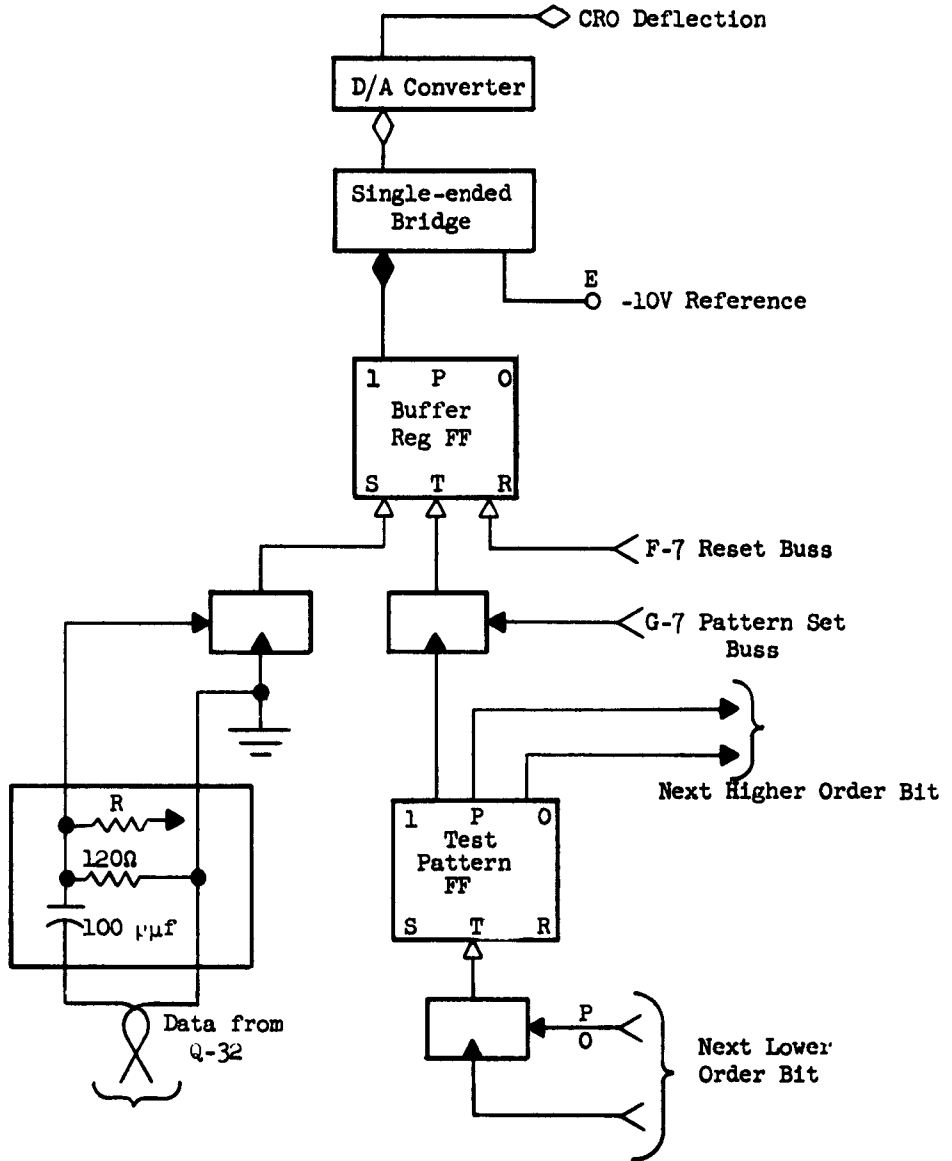 CRO Deflection
D/A Converter
Single-ended
Bridge
E
-10V Reference
1 P 0
Buffer
Reg FF
S T R
F-7 Reset Buss
G-7 Pattern Set
Buss
Next Higher Order Bit
R
120Ω
100 μμf
Data from
Q-32
1 P 0
Test
Pattern
FF
S T R
P
0
Next Lower
Order Bit